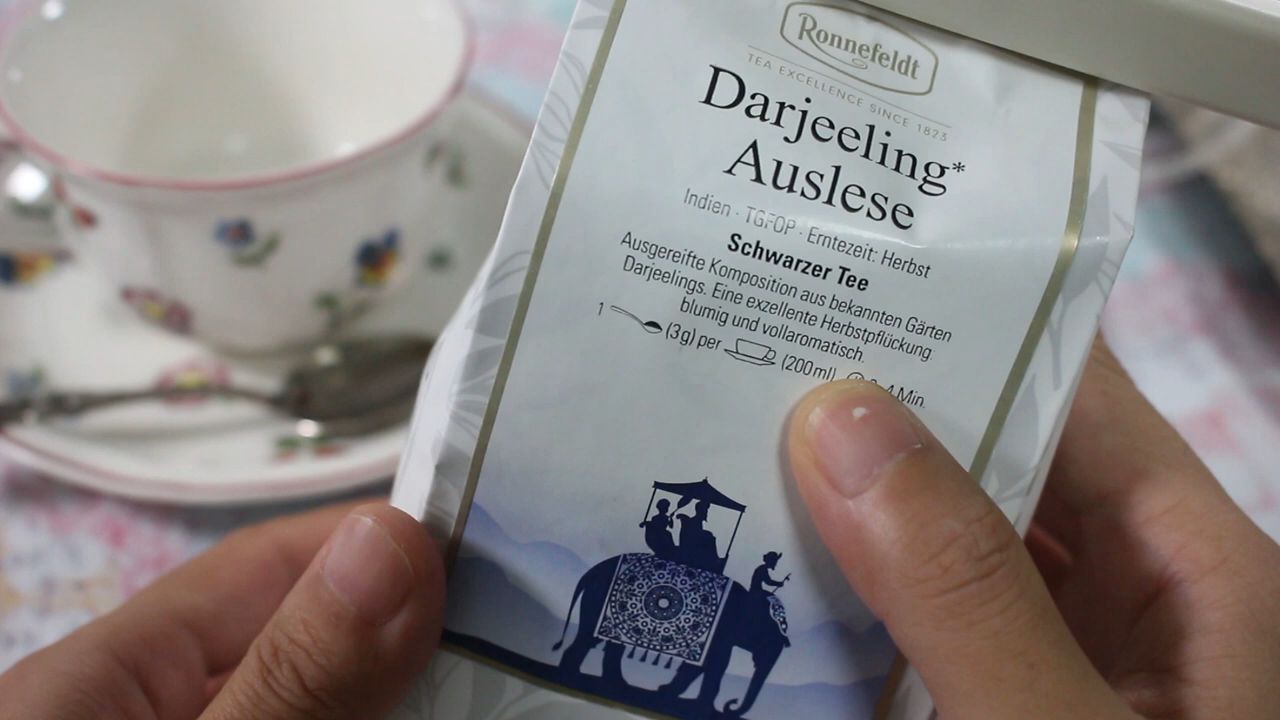 Ronnefeldt
TEA EXCELLENCE SINCE 1823
Darjeeling*
Auslese
Indien · TGFOP · Erntezeit: Herbst
Schwarzer Tee
Ausgereifte Komposition aus bekannten Gärten
Darjeelings. Eine exzellente Herbstpflückung:
blumig und vollaromatisch.
1 (3g) per (200ml) Min.